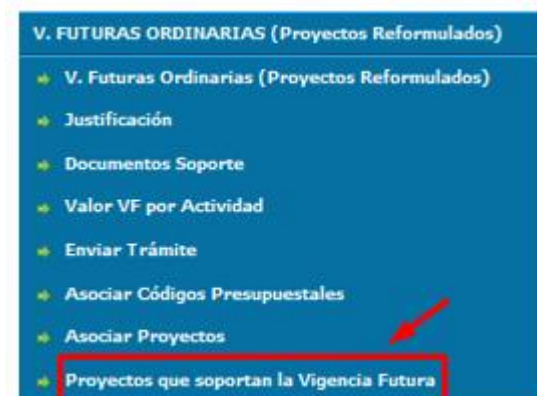 V. FUTURAS ORDINARIAS (Proyectos Reformulados)
V. Futuras Ordinarias (Proyectos Reformulados)
Justificación
Documentos Soporte
Valor VF por Actividad
Enviar Trámite
Asociar Códigos Presupuestales
Asociar Proyectos
Proyectos que soportan la Vigencia Futura